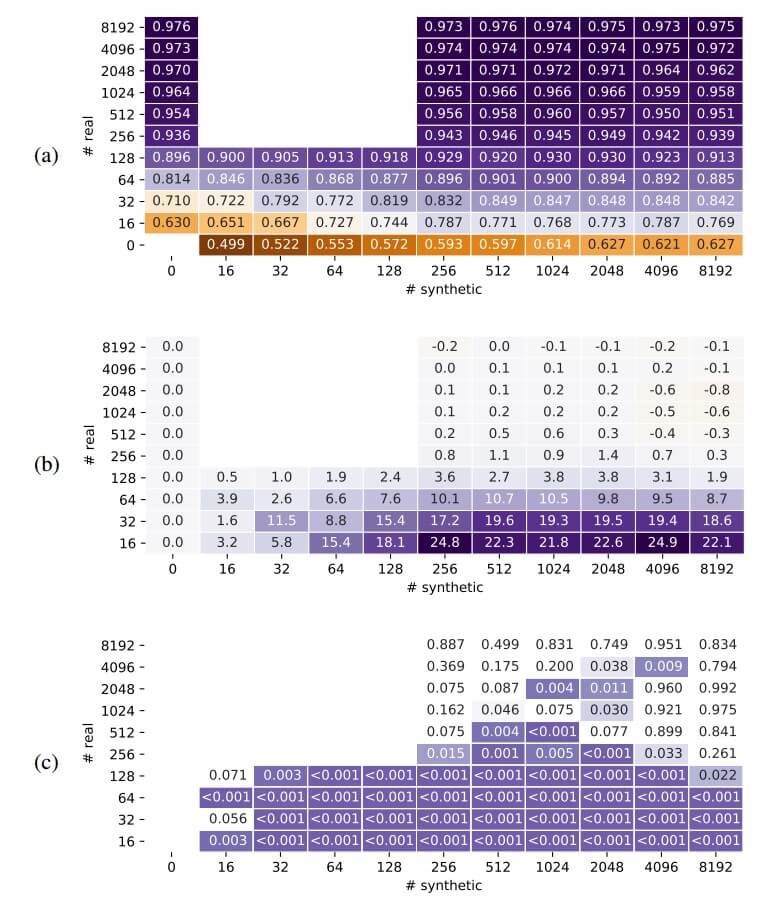 8192 0.976 0.973 0.976 0.974 0.975 0.973 0.975
4096 0.973 0.974 0.974 0.974 0.974 0.975 0.972
2048 0.970 0.971 0.971 0.972 0.971 0.964 0.962
1024 0.964 0.965 0.966 0.966 0.966 0.959 0.958
512 0.954 0.956 0.958 0.960 0.957 0.950 0.951
256 0.936 0.943 0.946 0.945 0.949 0.942 0.939
(a) # real
128 0.896 0.900 0.905 0.913 0.918 0.929 0.920 0.930 0.930 0.923 0.913
64 0.814 0.846 0.836 0.868 0.877 0.896 0.901 0.900 0.894 0.892 0.885
32 0.710 0.722 0.792 0.772 0.819 0.832 0.849 0.847 0.848 0.848 0.842
16 0.630 0.651 0.667 0.727 0.744 0.787 0.771 0.768 0.773 0.787 0.769
0 0.499 0.522 0.553 0.572 0.593 0.597 0.614 0.627 0.621 0.627
0 16 32 64 128 256 512 1024 2048 4096 8192
# synthetic
8192 0.0 -0.2 0.0 -0.1 -0.1 -0.2 -0.1
4096 0.0 0.0 0.1 0.1 0.1 0.2 -0.1
2048 0.0 0.1 0.1 0.2 0.2 -0.6 -0.8
1024 0.0 0.1 0.2 0.2 0.2 -0.5 -0.6
512 0.0 0.2 0.5 0.6 0.3 -0.4 -0.3
(b) # real
256 0.0 0.8 1.1 0.9 1.4 0.7 0.3
128 0.0 0.5 1.0 1.9 2.4 3.6 2.7 3.8 3.8 3.1 1.9
64 0.0 3.9 2.6 6.6 7.6 10.1 10.7 10.5 9.8 9.5 8.7
32 0.0 1.6 11.5 8.8 15.4 17.2 19.6 19.3 19.5 19.4 18.6
16 0.0 3.2 5.8 15.4 18.1 24.8 22.3 21.8 22.6 24.9 22.1
0 16 32 64 128 256 512 1024 2048 4096 8192
# synthetic
8192 0.887 0.499 0.831 0.749 0.951 0.834
4096 0.369 0.175 0.200 0.038 0.009 0.794
2048 0.075 0.087 0.004 0.011 0.960 0.992
1024 0.162 0.046 0.075 0.030 0.921 0.975
512 0.075 0.004 <0.001 0.077 0.899 0.841
(c) # real
256 0.015 0.001 0.005 <0.001 0.033 0.261
128 0.071 0.003 <0.001 <0.001 <0.001 <0.001 <0.001 <0.001 <0.001 0.022
64 <0.001 <0.001 <0.001 <0.001 <0.001 <0.001 <0.001 <0.001 <0.001 <0.001
32 0.056 <0.001 <0.001 <0.001 <0.001 <0.001 <0.001 <0.001 <0.001 <0.001
16 0.003 <0.001 <0.001 <0.001 <0.001 <0.001 <0.001 <0.001 <0.001 <0.001
0 16 32 64 128 256 512 1024 2048 4096 8192
# synthetic